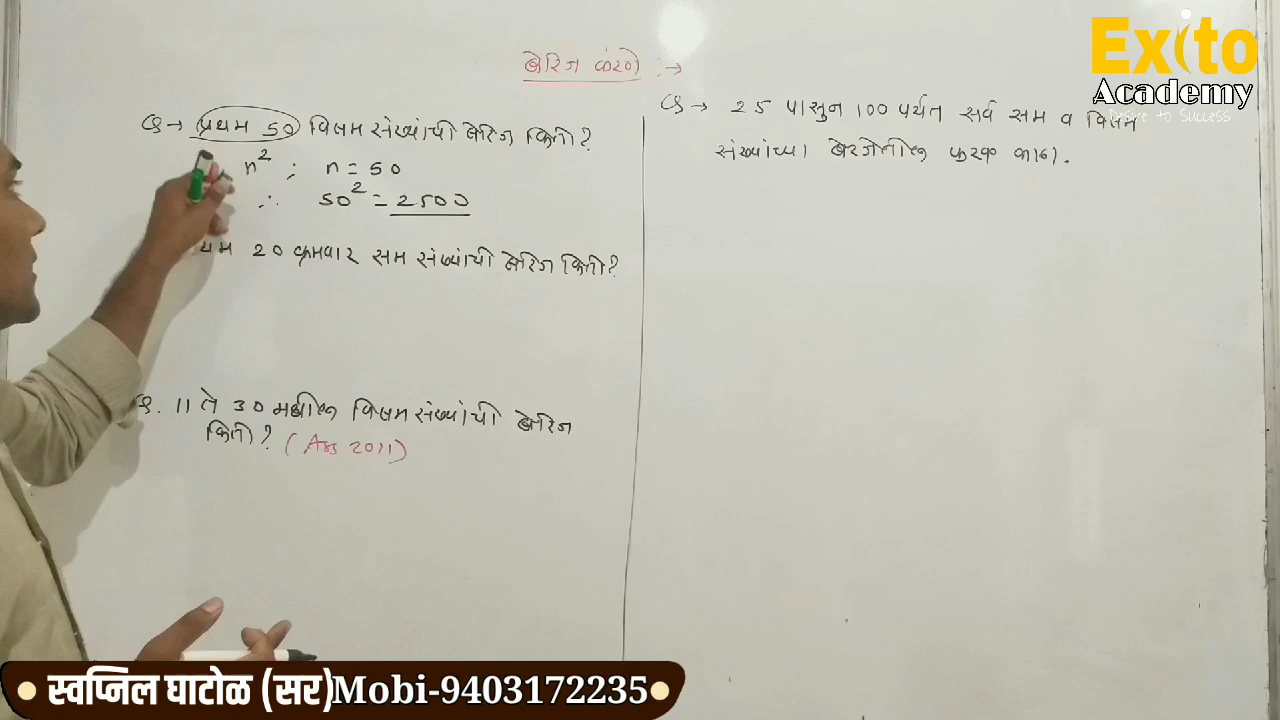 बेरिज करणे :→
Q → प्रथम 50 विषम संख्यांची बेरिज किती?
n² ; n = 50
∴ 50² = 2500
थम 20 क्रमवार सम संख्यांची बेरिज किती?
Q. 11 ते 30 मधील विषम संख्यांची बेरिज
किती? (Ass 2011)
Q → 25 पासुन 100 पर्यंत सर्व सम व विषम
संख्यांच्या बेरजेतील फरक काढा.
Exito
Academy
Desire to SUCCESS
स्वप्निल घाटोळ (सर) Mobi-9403172235